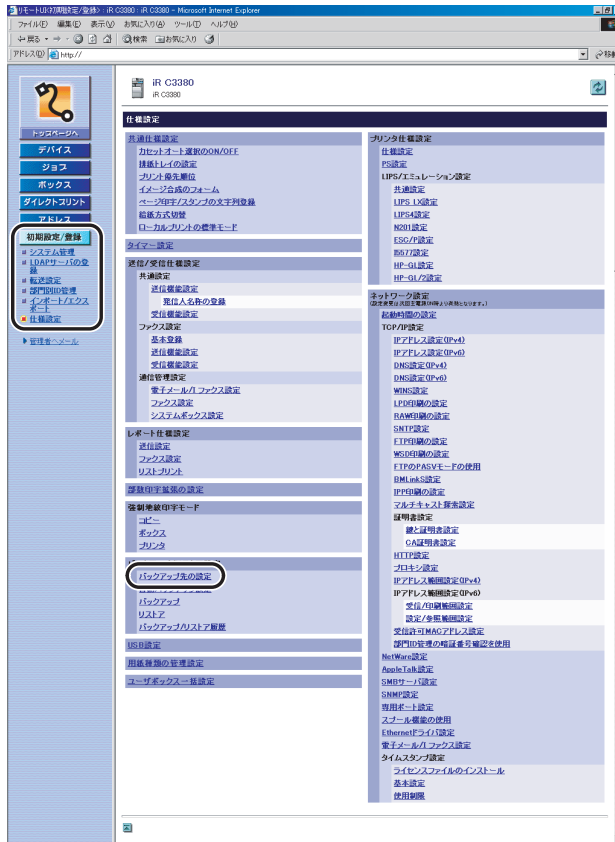 リモートUI<初期設定/登録> : iR C3380 : iR C3380 - Microsoft Internet Explorer
ファイル(F) 編集(E) 表示(V) お気に入り(A) ツール(T) ヘルプ(H)
戻る 検索 お気に入り
アドレス(D) http://
iR C3380
iR C3380
トップページへ
デバイス
ジョブ
ボックス
ダイレクトプリント
アドレス
初期設定/登録
システム管理
LDAPサーバの登録
転送設定
部門別ID管理
インポート/エクスポート
仕様設定
管理者へメール
仕様設定
共通仕様設定
カセットオート選択のON/OFF
排紙トレイの設定
プリント優先順位
イメージ合成のフォーム
ページ印字/スタンプの文字列登録
給紙方式切替
ローカルプリントの標準モード
タイマー設定
送信/受信仕様設定
共通設定
送信機能設定
発信人名称の登録
受信機能設定
ファクス設定
基本登録
送信機能設定
受信機能設定
通信管理設定
電子メール/I ファクス設定
ファクス設定
システムボックス設定
レポート仕様設定
送信設定
ファクス設定
リストプリント
部数印字拡張の設定
強制地紋印字モード
コピー
ボックス
プリンタ
バックアップ先の設定
バックアップ
リストア
バックアップ/リストア履歴
USB設定
用紙種類の管理設定
ユーザボックス一括設定
プリンタ仕様設定
仕様設定
PS設定
LIPS/エミュレーション設定
共通設定
LIPS LX設定
LIPS4設定
N201設定
ESC/P設定
I5577設定
HP-GL設定
HP-GL/2設定
ネットワーク設定
(設定変更は次回主電源ON時より有効となります。)
起動時間の設定
TCP/IP設定
IPアドレス設定(IPv4)
IPアドレス設定(IPv6)
DNS設定(IPv4)
DNS設定(IPv6)
WINS設定
LPD印刷の設定
RAW印刷の設定
SNTP設定
FTP印刷の設定
WSD印刷の設定
FTPのPASVモードの使用
BMLinkS設定
IPP印刷の設定
マルチキャスト探索設定
証明書設定
鍵と証明書設定
CA証明書設定
HTTP設定
プロキシ設定
IPアドレス範囲設定(IPv4)
IPアドレス範囲設定(IPv6)
受信/印刷範囲設定
設定/参照範囲設定
受信許可MACアドレス設定
部門ID管理の暗証番号確認を使用
NetWare設定
AppleTalk設定
SMBサーバ設定
SNMP設定
専用ポート設定
スプール機能の使用
Ethernetドライバ設定
電子メール/I ファクス設定
タイムスタンプ設定
ライセンスファイルのインストール
基本設定
使用制限